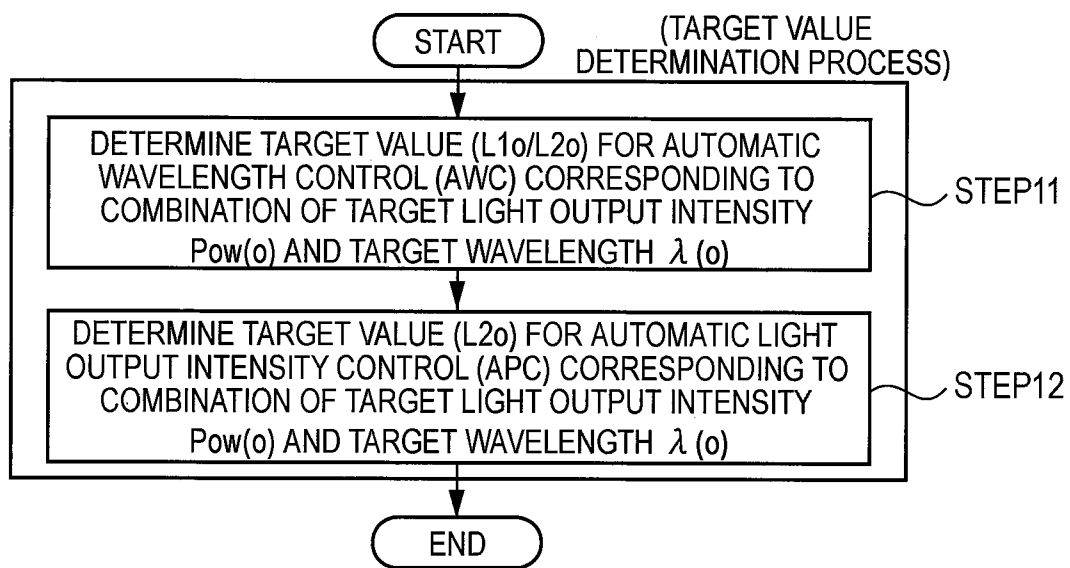 START
(TARGET VALUE
DETERMINATION PROCESS)
DETERMINE TARGET VALUE (L1o/L2o) FOR AUTOMATIC
WAVELENGTH CONTROL (AWC) CORRESPONDING TO
COMBINATION OF TARGET LIGHT OUTPUT INTENSITY
Pow(o) AND TARGET WAVELENGTH λ (o)
STEP11
DETERMINE TARGET VALUE (L2o) FOR AUTOMATIC LIGHT
OUTPUT INTENSITY CONTROL (APC) CORRESPONDING TO
COMBINATION OF TARGET LIGHT OUTPUT INTENSITY
Pow(o) AND TARGET WAVELENGTH λ (o)
STEP12
END